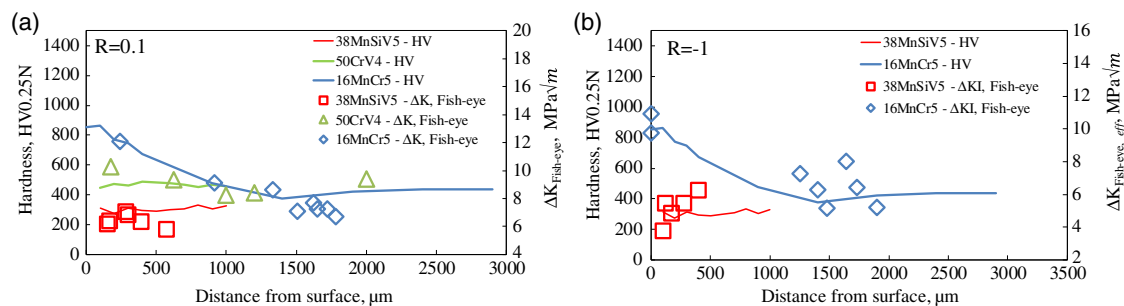 (a)
R=0.1
Hardness, HV0.25N
1400
1200
1000
800
600
400
200
0
38MnSiV5 - HV
50CrV4 - HV
16MnCr5 - HV
38MnSiV5 - ΔK, Fish-eye
50CrV4 - ΔK, Fish-eye
16MnCr5 - ΔK, Fish-eye
20
18
16
14
12
10
8
6
4
ΔK Fish-eye, MPa√m
0 500 1000 1500 2000 2500 3000
Distance from surface, µm
(b)
R=-1
Hardness, HV0.25N
1400
1200
1000
800
600
400
200
0
38MnSiV5 - HV
16MnCr5 - HV
38MnSiV5 - ΔKI, Fish-eye
16MnCr5 - ΔKI, Fish-eye
16
14
12
10
8
6
4
2
ΔK Fish-eye, eff, MPa√m
0 500 1000 1500 2000 2500 3000 3500
Distance from surface, µm